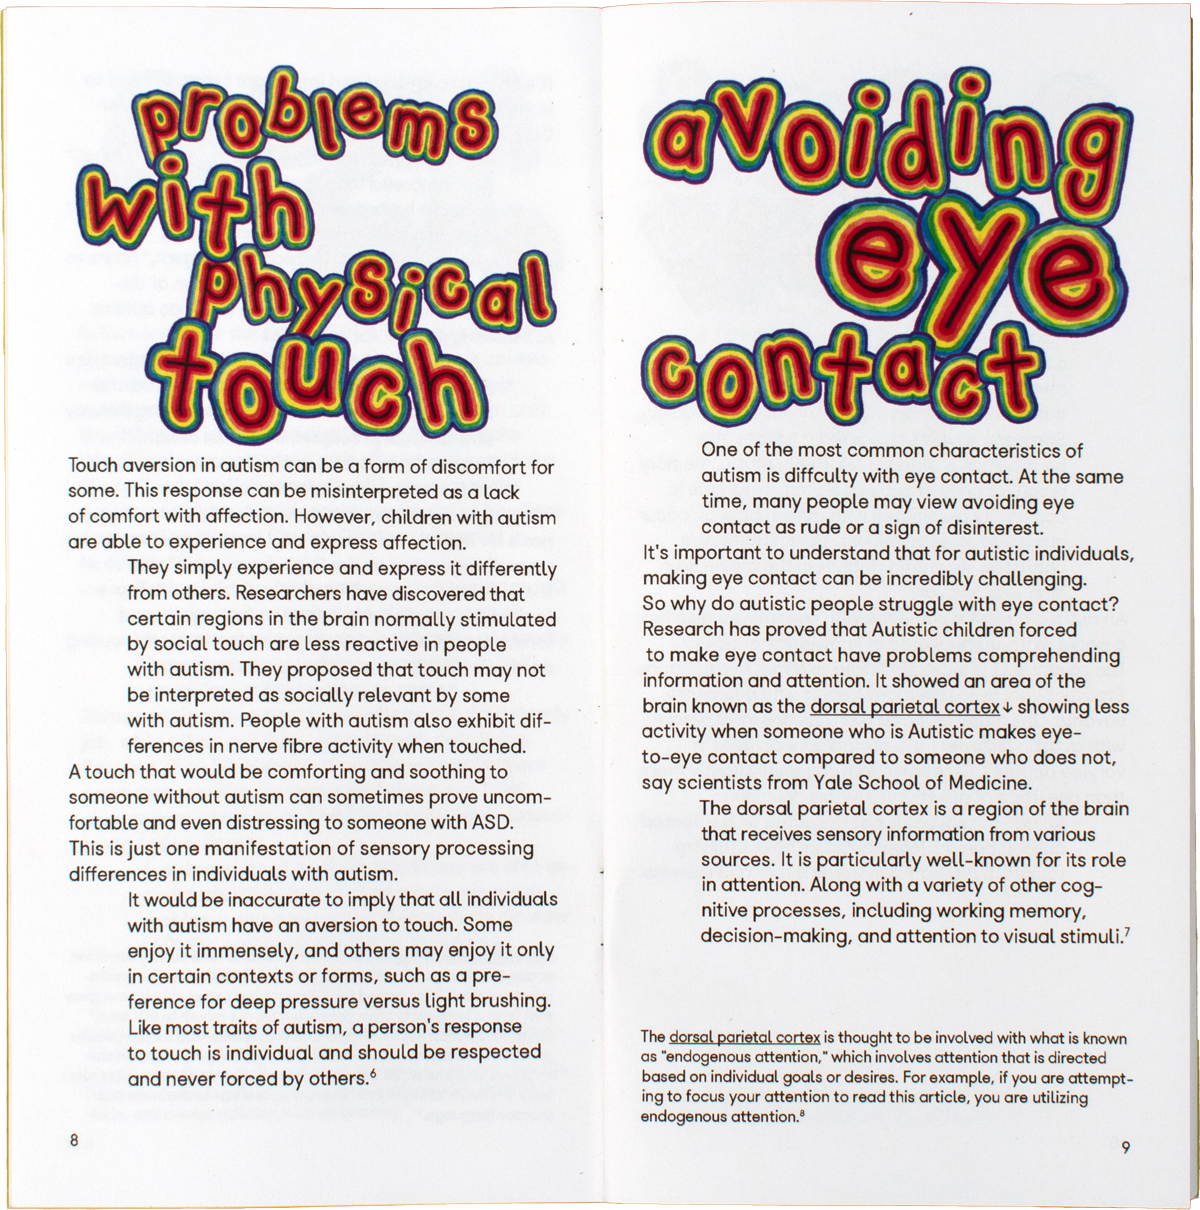 problems
with
physical
touch
Touch aversion in autism can be a form of discomfort for
some. This response can be misinterpreted as a lack
of comfort with affection. However, children with autism
are able to experience and express affection.
They simply experience and express it differently
from others. Researchers have discovered that
certain regions in the brain normally stimulated
by social touch are less reactive in people
with autism. They proposed that touch may not
be interpreted as socially relevant by some
with autism. People with autism also exhibit dif-
ferences in nerve fibre activity when touched.
A touch that would be comforting and soothing to
someone without autism can sometimes prove uncom-
fortable and even distressing to someone with ASD.
This is just one manifestation of sensory processing
differences in individuals with autism.
It would be inaccurate to imply that all individuals
with autism have an aversion to touch. Some
enjoy it immensely, and others may enjoy it only
in certain contexts or forms, such as a pre-
ference for deep pressure versus light brushing.
Like most traits of autism, a person's response
to touch is individual and should be respected
and never forced by others.⁶
8
avoiding
eye
contact
One of the most common characteristics of
autism is diffculty with eye contact. At the same
time, many people may view avoiding eye
contact as rude or a sign of disinterest.
It's important to understand that for autistic individuals,
making eye contact can be incredibly challenging.
So why do autistic people struggle with eye contact?
Research has proved that Autistic children forced
to make eye contact have problems comprehending
information and attention. It showed an area of the
brain known as the dorsal parietal cortex↓ showing less
activity when someone who is Autistic makes eye-
to-eye contact compared to someone who does not,
say scientists from Yale School of Medicine.
The dorsal parietal cortex is a region of the brain
that receives sensory information from various
sources. It is particularly well-known for its role
in attention. Along with a variety of other cog-
nitive processes, including working memory,
decision-making, and attention to visual stimuli.⁷
The dorsal parietal cortex is thought to be involved with what is known
as "endogenous attention," which involves attention that is directed
based on individual goals or desires. For example, if you are attempt-
ing to focus your attention to read this article, you are utilizing
endogenous attention.⁸
9